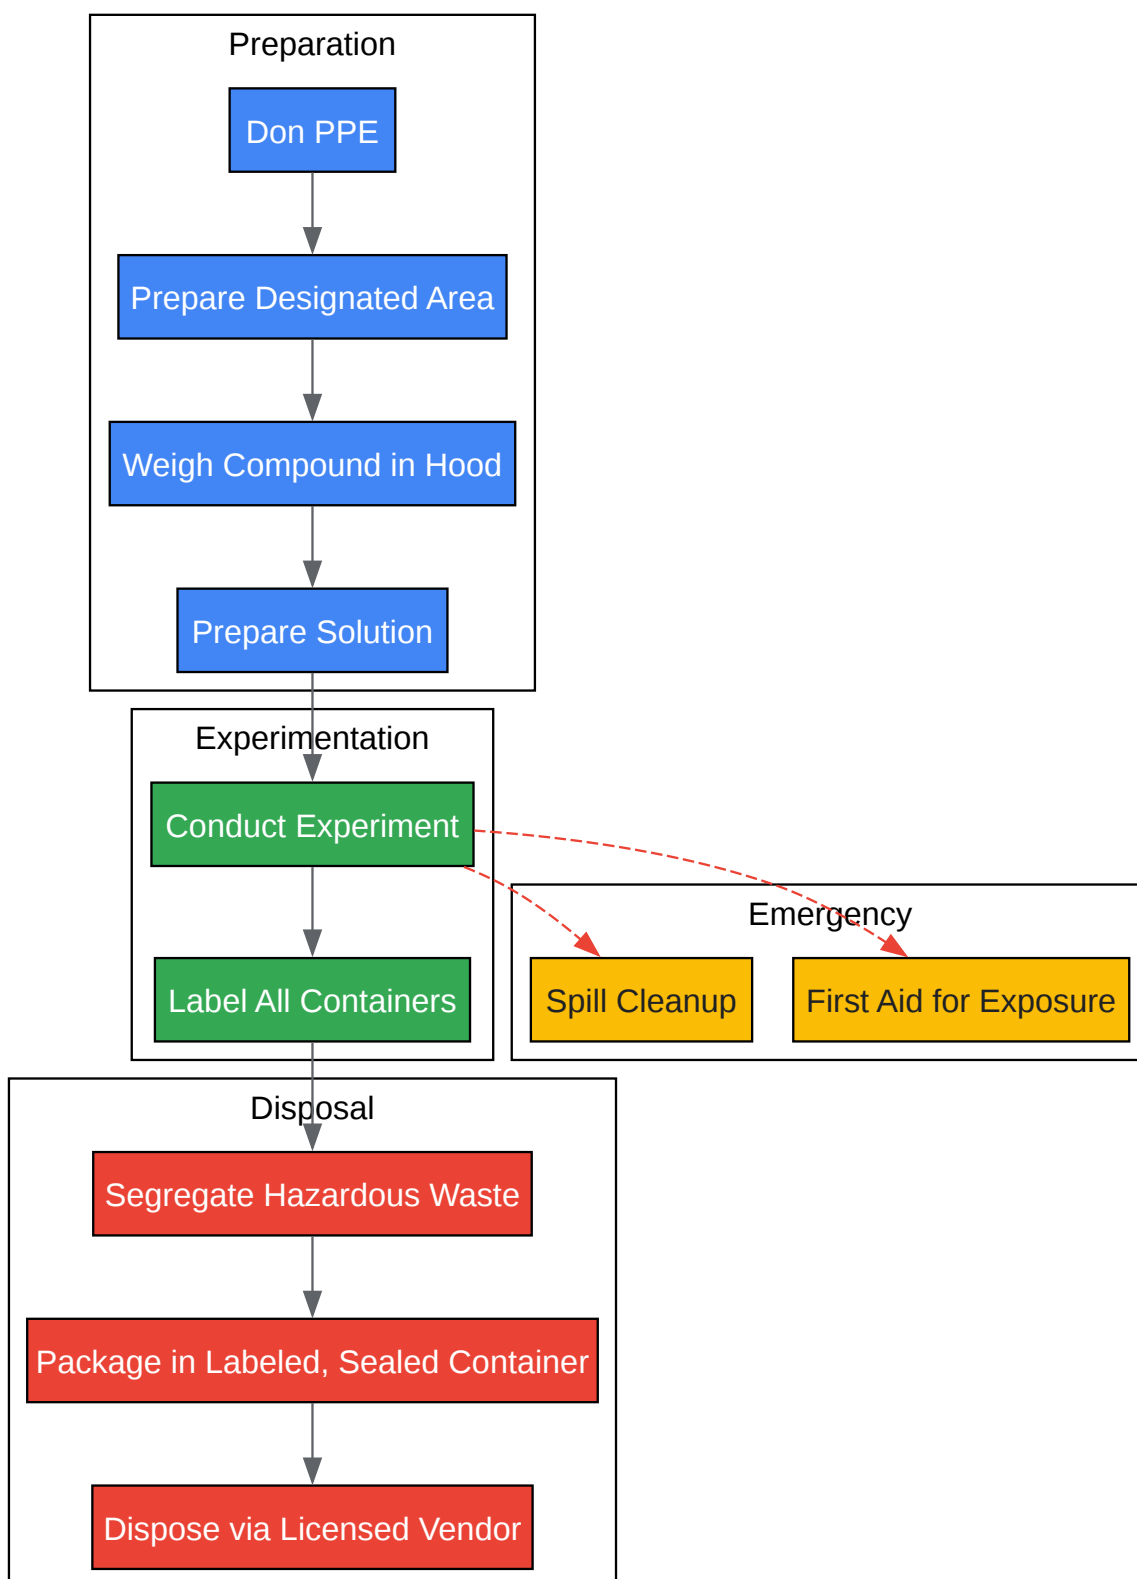 Preparation
Don PPE
Prepare Designated Area
Weigh Compound in Hood
Prepare Solution
Experimentation
Conduct Experiment
Label All Containers
Emergency
Spill Cleanup
First Aid for Exposure
Disposal
Segregate Hazardous Waste
Package in Labeled, Sealed Container
Dispose via Licensed Vendor